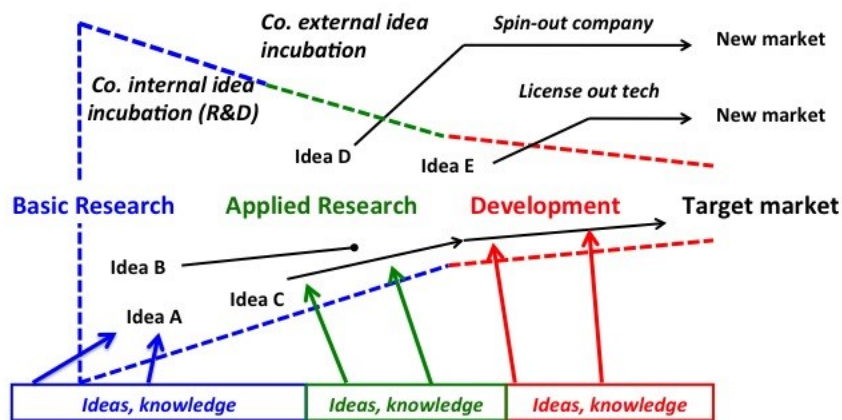 Co. external idea
incubation
Spin-out company
New market
Co. internal idea
incubation (R&D)
License out tech
New market
Idea D
Idea E
Basic Research
Applied Research
Development
Target market
Idea B
Idea C
Idea A
Ideas, knowledge
Ideas, knowledge
Ideas, knowledge